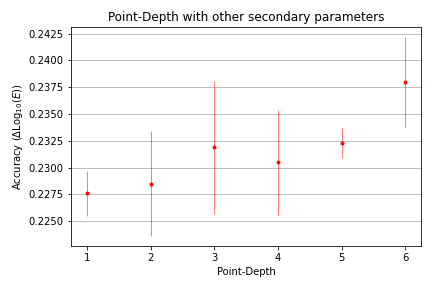 Point-Depth with other secondary parameters
Accuracy (ΔLog₁₀(E))
0.2425
0.2400
0.2375
0.2350
0.2325
0.2300
0.2275
0.2250
1 2 3 4 5 6
Point-Depth